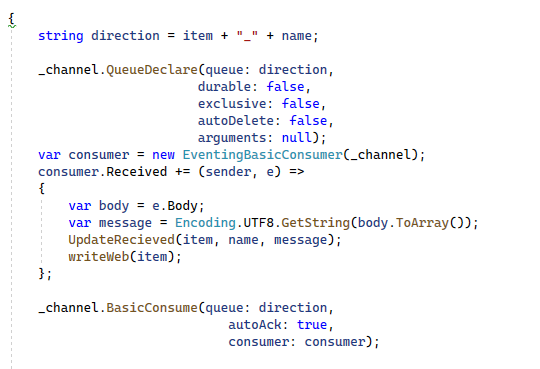 {
string direction = item + "_" + name;
_channel.QueueDeclare(queue: direction,
durable: false,
exclusive: false,
autoDelete: false,
arguments: null);
var consumer = new EventingBasicConsumer(_channel);
consumer.Received += (sender, e) =>
{
var body = e.Body;
var message = Encoding.UTF8.GetString(body.ToArray());
UpdateRecieved(item, name, message);
writeWeb(item);
};
_channel.BasicConsume(queue: direction,
autoAck: true,
consumer: consumer);